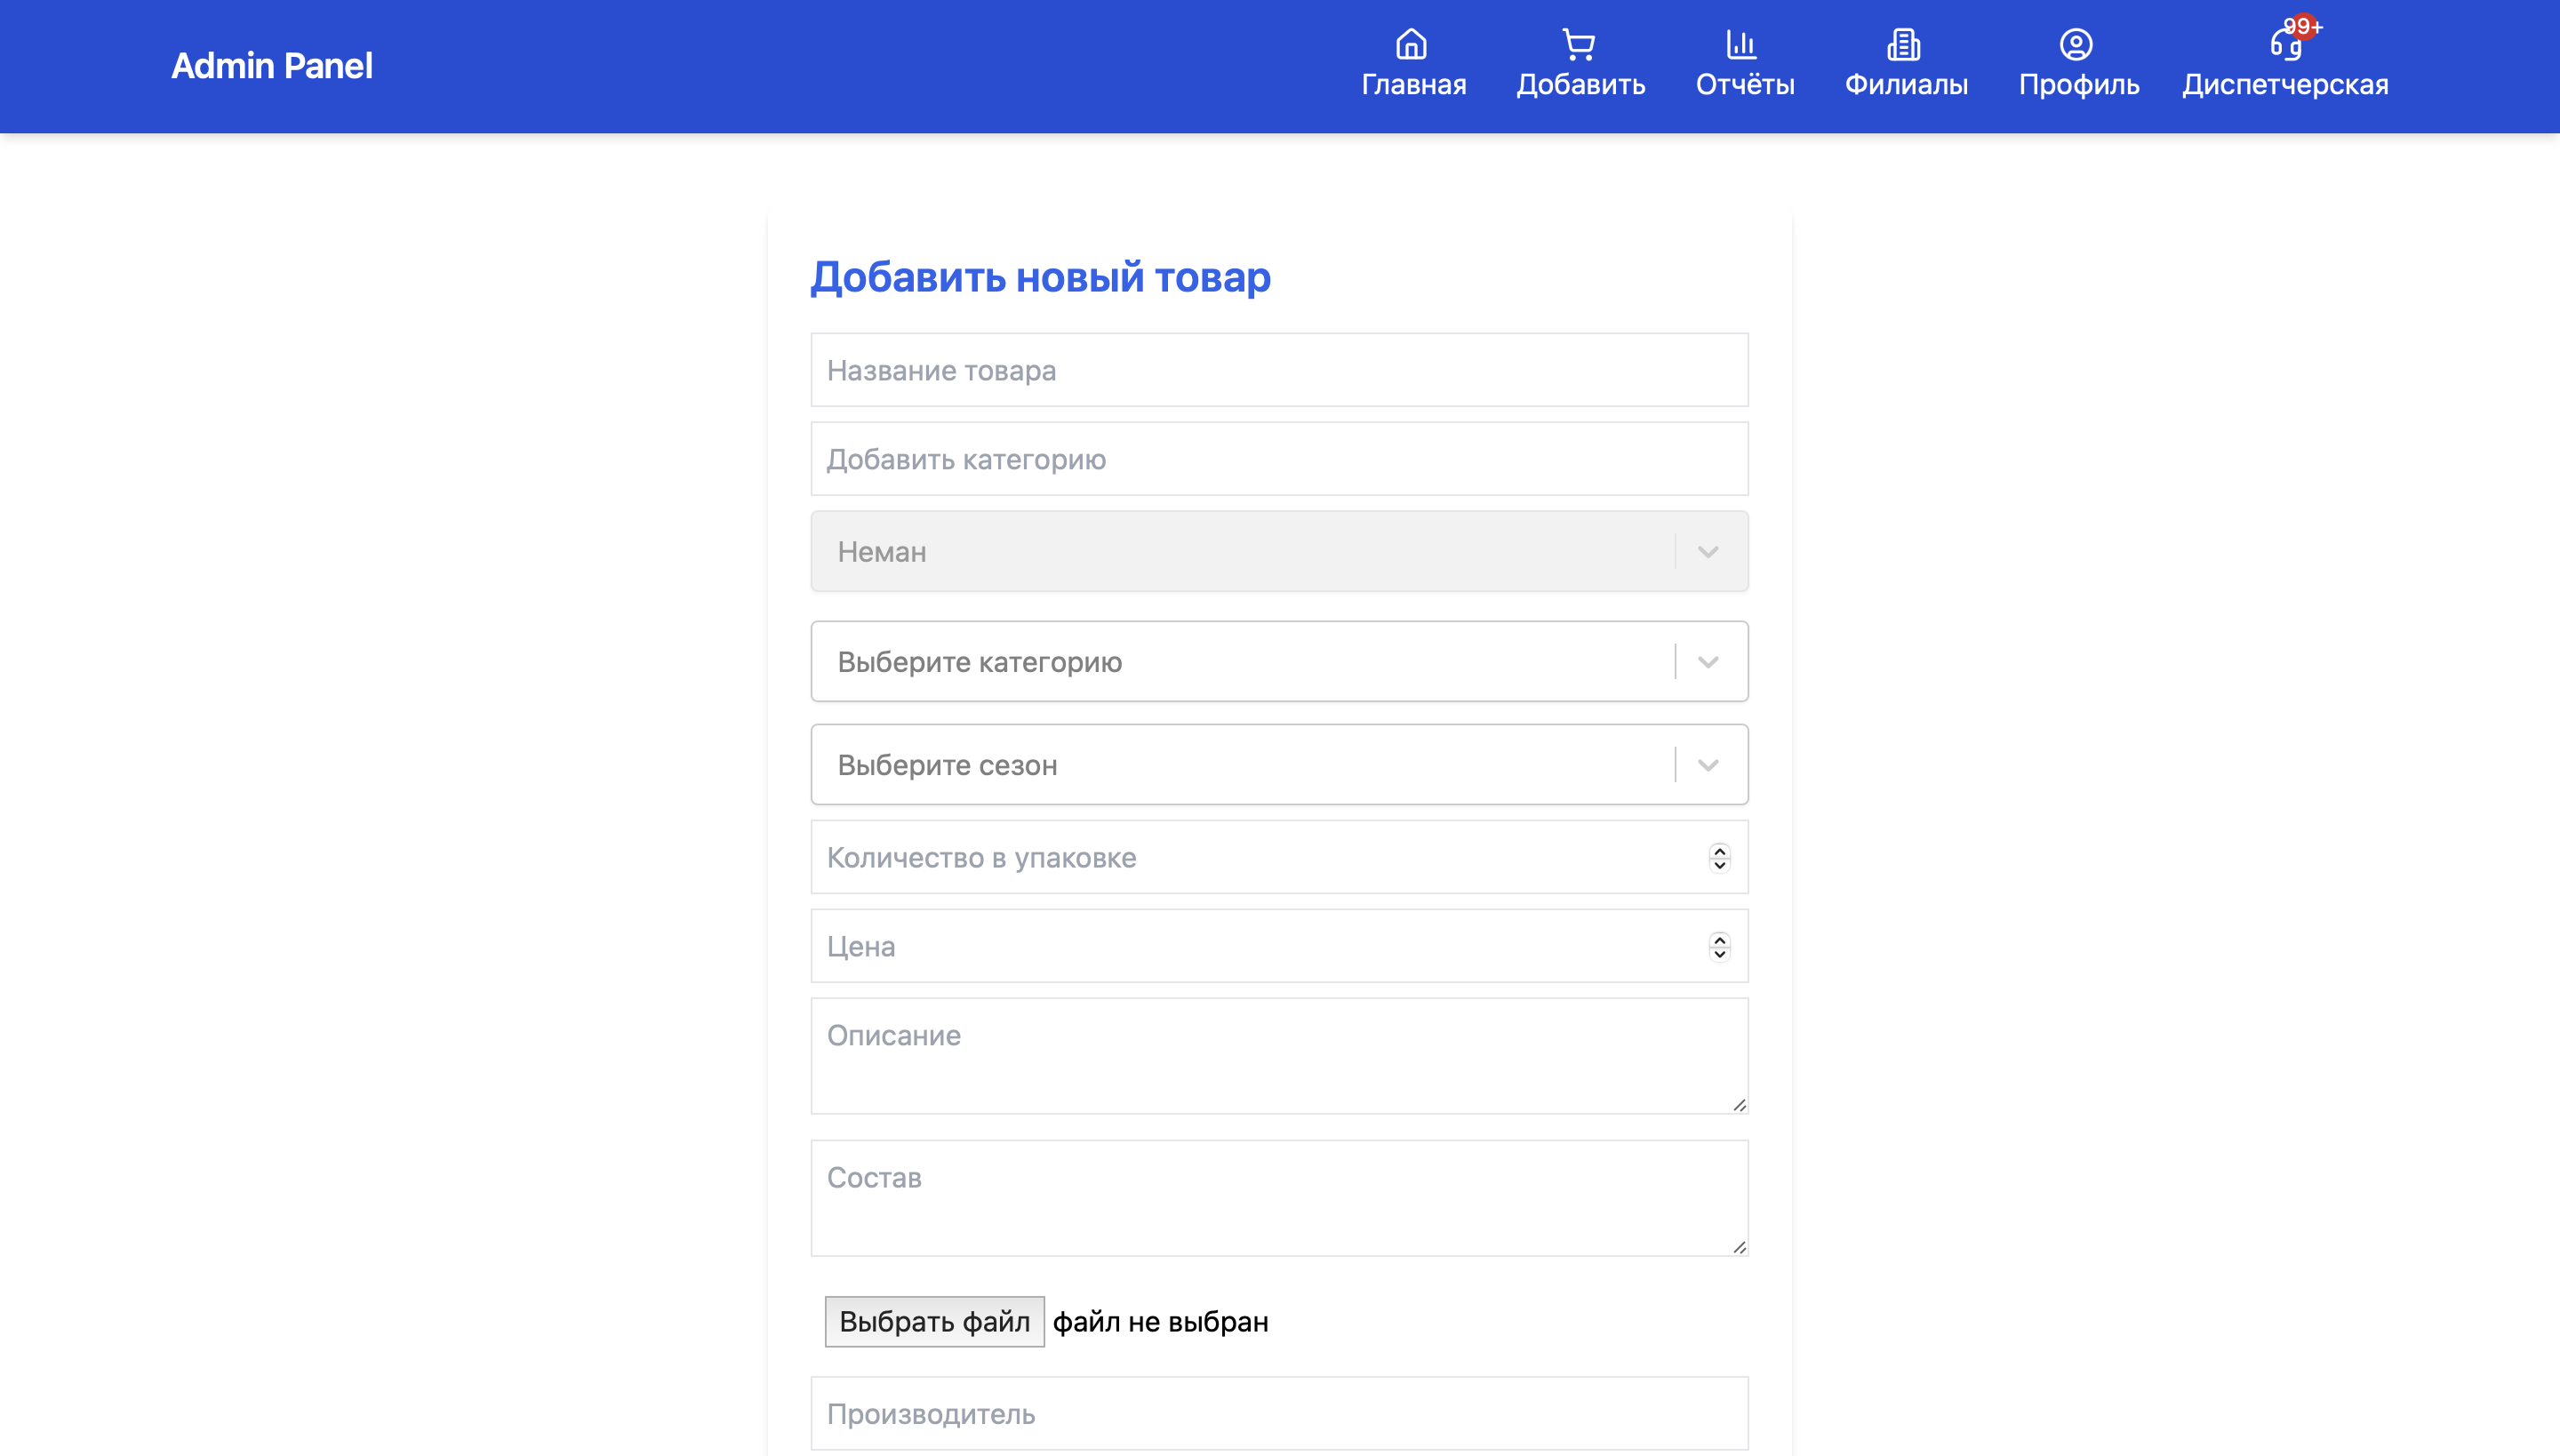 Admin Panel
Главная
Добавить
Отчёты
Филиалы
Профиль
99+
Диспетчерская
Добавить новый товар
Название товара
Добавить категорию
Неман
Выберите категорию
Выберите сезон
Количество в упаковке
Цена
Описание
Состав
Выбрать файл файл не выбран
Производитель